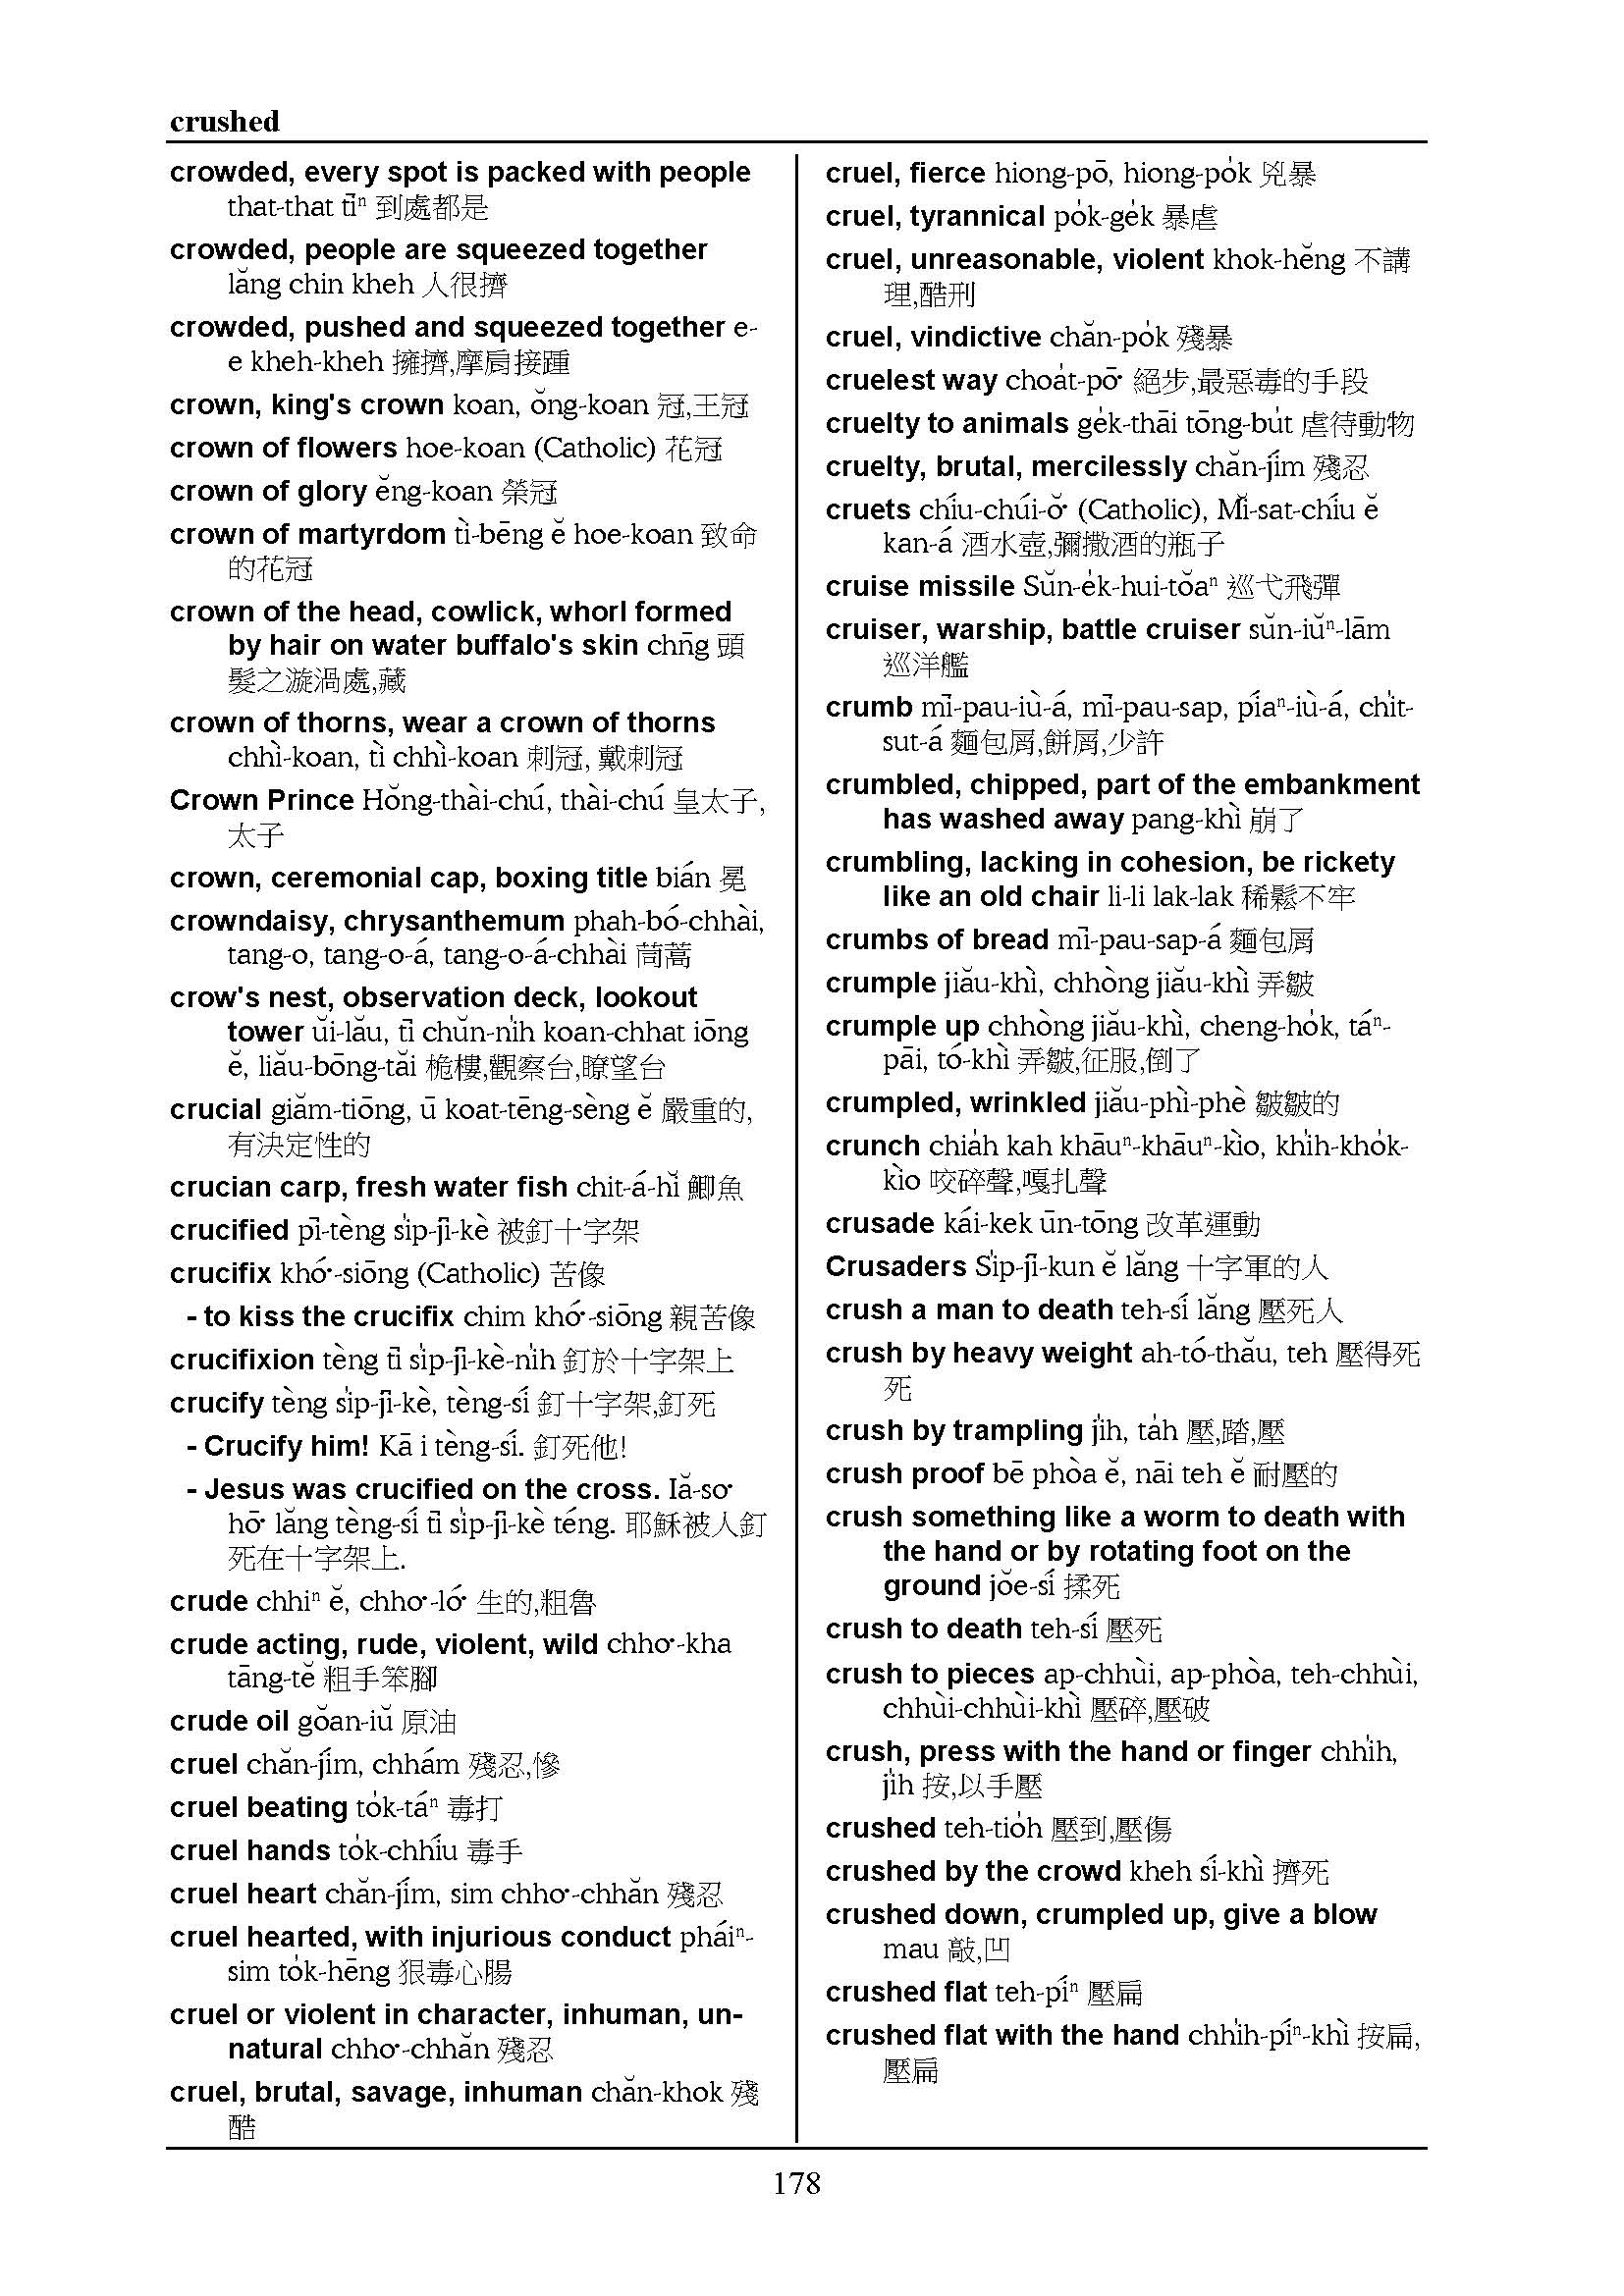 crushed
crowded, every spot is packed with people
that-that tī⁠ⁿ 到處都是
crowded, people are squeezed together
lăng chin kheh 人很擠
crowded, pushed and squeezed together e-
e kheh-kheh 擁擠,摩肩接踵
crown, king's crown koan, ŏng-koan 冠,王冠
crown of flowers hoe-koan (Catholic) 花冠
crown of glory ĕng-koan 榮冠
crown of martyrdom tì-bēng ĕ hoe-koan 致命
的花冠
crown of the head, cowlick, whorl formed
by hair on water buffalo's skin chn̄g 頭
髮之漩渦處,藏
crown of thorns, wear a crown of thorns
chhì-koan, tì chhì-koan 刺冠, 戴刺冠
Crown Prince Hŏng-thài-chú, thài-chú 皇太子,
太子
crown, ceremonial cap, boxing title bián 冕
crowndaisy, chrysanthemum phah-bó-chhài,
tang-o, tang-o-á, tang-o-á-chhài 茼蒿
crow's nest, observation deck, lookout
tower ŭi-lău, tī chŭn-ni̍h koan-chhat iōng
ĕ, liău-bōng-tăi 桅樓,觀察台,瞭望台
crucial giăm-tiōng, ū koat-tēng-sèng ĕ 嚴重的,
有決定性的
crucian carp, fresh water fish chit-á-hĭ 鯽魚
crucified pī-tèng si̍p-jī-kè 被釘十字架
crucifix khó͘-siōng (Catholic) 苦像
- to kiss the crucifix chim khó͘-siōng 親苦像
crucifixion tèng tī si̍p-jī-kè-ni̍h 釘於十字架上
crucify tèng si̍p-jī-kè, tèng-sí 釘十字架,釘死
- Crucify him! Kā i tèng-sí. 釘死他!
- Jesus was crucified on the cross. Iă-so͘
hō͘ lăng tèng-sí tī si̍p-jī-kè téng. 耶穌被人釘
死在十字架上.
crude chhiⁿ ĕ, chho͘-ló͘ 生的,粗魯
crude acting, rude, violent, wild chho͘-kha
tāng-tĕ 粗手笨腳
crude oil gŏan-iŭ 原油
cruel chăn-jím, chhám 殘忍,慘
cruel beating to̍k-táⁿ 毒打
cruel hands to̍k-chhíu 毒手
cruel heart chăn-jím, sim chho͘-chhăn 殘忍
cruel hearted, with injurious conduct pháiⁿ-
sim to̍k-hēng 狠毒心腸
cruel or violent in character, inhuman, un-
natural chho͘-chhăn 殘忍
cruel, brutal, savage, inhuman chăn-khok 殘
酷
cruel, fierce hiong-pō, hiong-po̍k 兇暴
cruel, tyrannical po̍k-ge̍k 暴虐
cruel, unreasonable, violent khok-hĕng 不講
理,酷刑
cruel, vindictive chăn-po̍k 殘暴
cruelest way choa̍t-pō͘ 絕步,最惡毒的手段
cruelty to animals ge̍k-thāi tōng-bu̍t 虐待動物
cruelty, brutal, mercilessly chăn-jím 殘忍
cruets chíu-chúi-ŏ͘ (Catholic), Mĭ-sat-chíu ĕ
kan-á 酒水壺,彌撒酒的瓶子
cruise missile Sŭn-e̍k-hui-tŏaⁿ 巡弋飛彈
cruiser, warship, battle cruiser sŭn-iŭⁿ-lām
巡洋艦
crumb mī-pau-iù-á, mī-pau-sap, píaⁿ-iù-á, chi̍t-
sut-á 麵包屑,餅屑,少許
crumbled, chipped, part of the embankment
has washed away pang-khì 崩了
crumbling, lacking in cohesion, be rickety
like an old chair li-li lak-lak 稀鬆不牢
crumbs of bread mī-pau-sap-á 麵包屑
crumple jiău-khì, chhòng jiău-khì 弄皺
crumple up chhòng jiău-khì, cheng-ho̍k, táⁿ-
pāi, tó-khì 弄皺,征服,倒了
crumpled, wrinkled jiău-phì-phè 皺皺的
crunch chia̍h kah khāuⁿ-khāuⁿ-kìo, khi̍h-kho̍k-
kìo 咬碎聲,嘎扎聲
crusade kái-kek ūn-tōng 改革運動
Crusaders Si̍p-jī-kun ĕ lăng 十字軍的人
crush a man to death teh-sí lăng 壓死人
crush by heavy weight ah-tó-thău, teh 壓得死
死
crush by trampling ji̍h, ta̍h 壓,踏,壓
crush proof bē phòa ĕ, nāi teh ĕ 耐壓的
crush something like a worm to death with
the hand or by rotating foot on the
ground jŏe-sí 揉死
crush to death teh-sí 壓死
crush to pieces ap-chhùi, ap-phòa, teh-chhùi,
chhùi-chhùi-khì 壓碎,壓破
crush, press with the hand or finger chhi̍h,
ji̍h 按,以手壓
crushed teh-tio̍h 壓到,壓傷
crushed by the crowd kheh sí-khì 擠死
crushed down, crumpled up, give a blow
mau 敲,凹
crushed flat teh-píⁿ 壓扁
crushed flat with the hand chhi̍h-píⁿ-khì 按扁,
壓扁
178